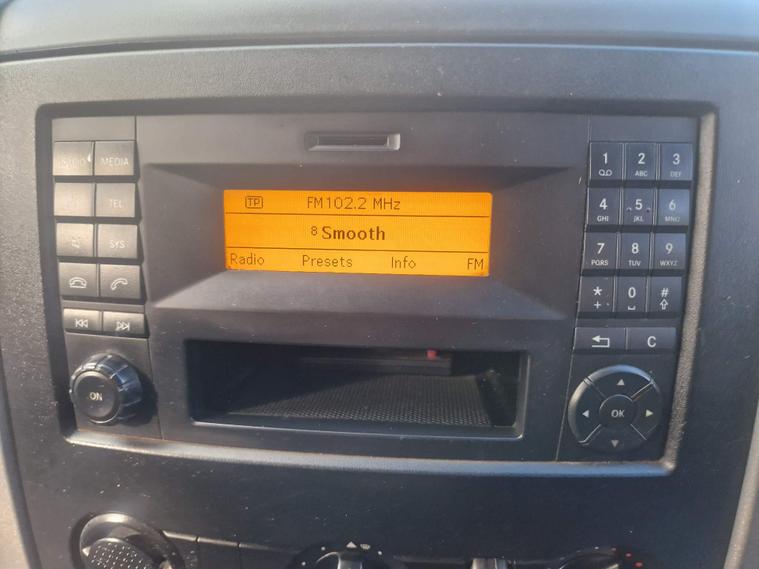 MEDIA
TEL
SYS
ON
TP FM102.2 MHz
8 Smooth
Radio Presets Info FM
1 2 ABC 3 DEF
4 GHI 5 JKL 6 MNO
7 PQRS 8 TUV 9 WXYZ
* + 0 #
C
OK